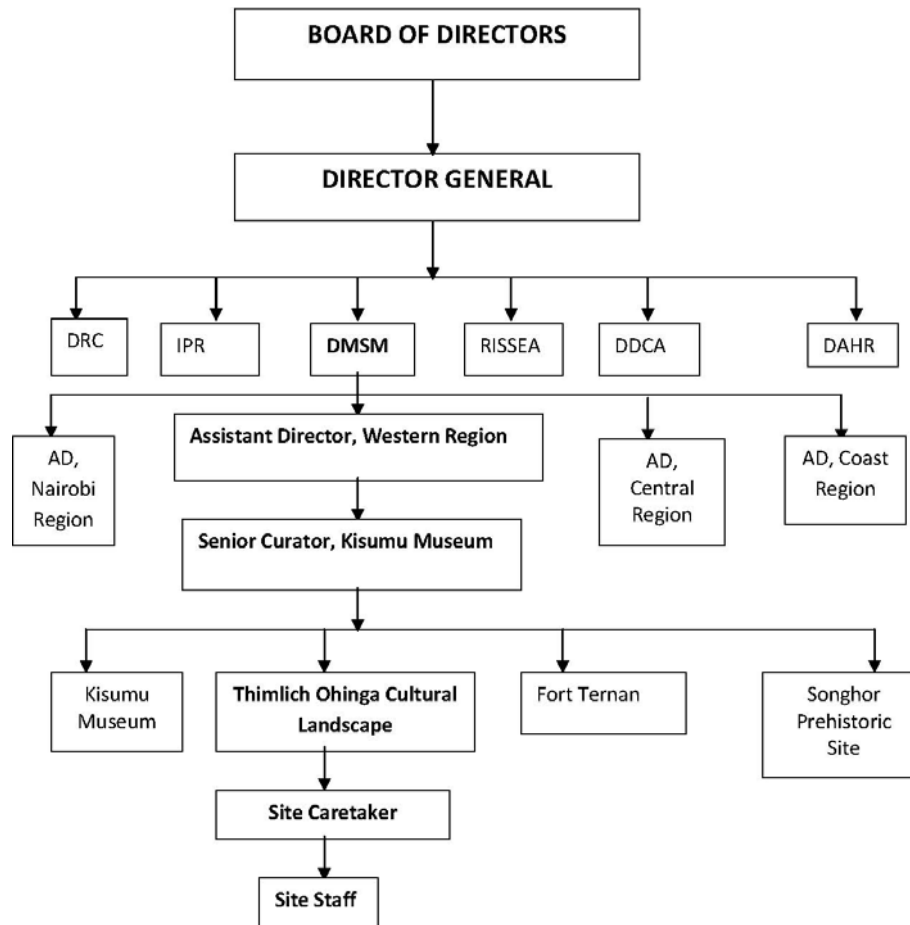 BOARD OF DIRECTORS
DIRECTOR GENERAL
DRC
IPR
DMSM
RISSEA
DDCA
DAHR
AD,
Nairobi
Region
Assistant Director, Western Region
AD,
Central
Region
AD, Coast
Region
Senior Curator, Kisumu Museum
Kisumu
Museum
Thimlich Ohinga Cultural
Landscape
Fort Ternan
Songhor
Prehistoric
Site
Site Caretaker
Site Staff